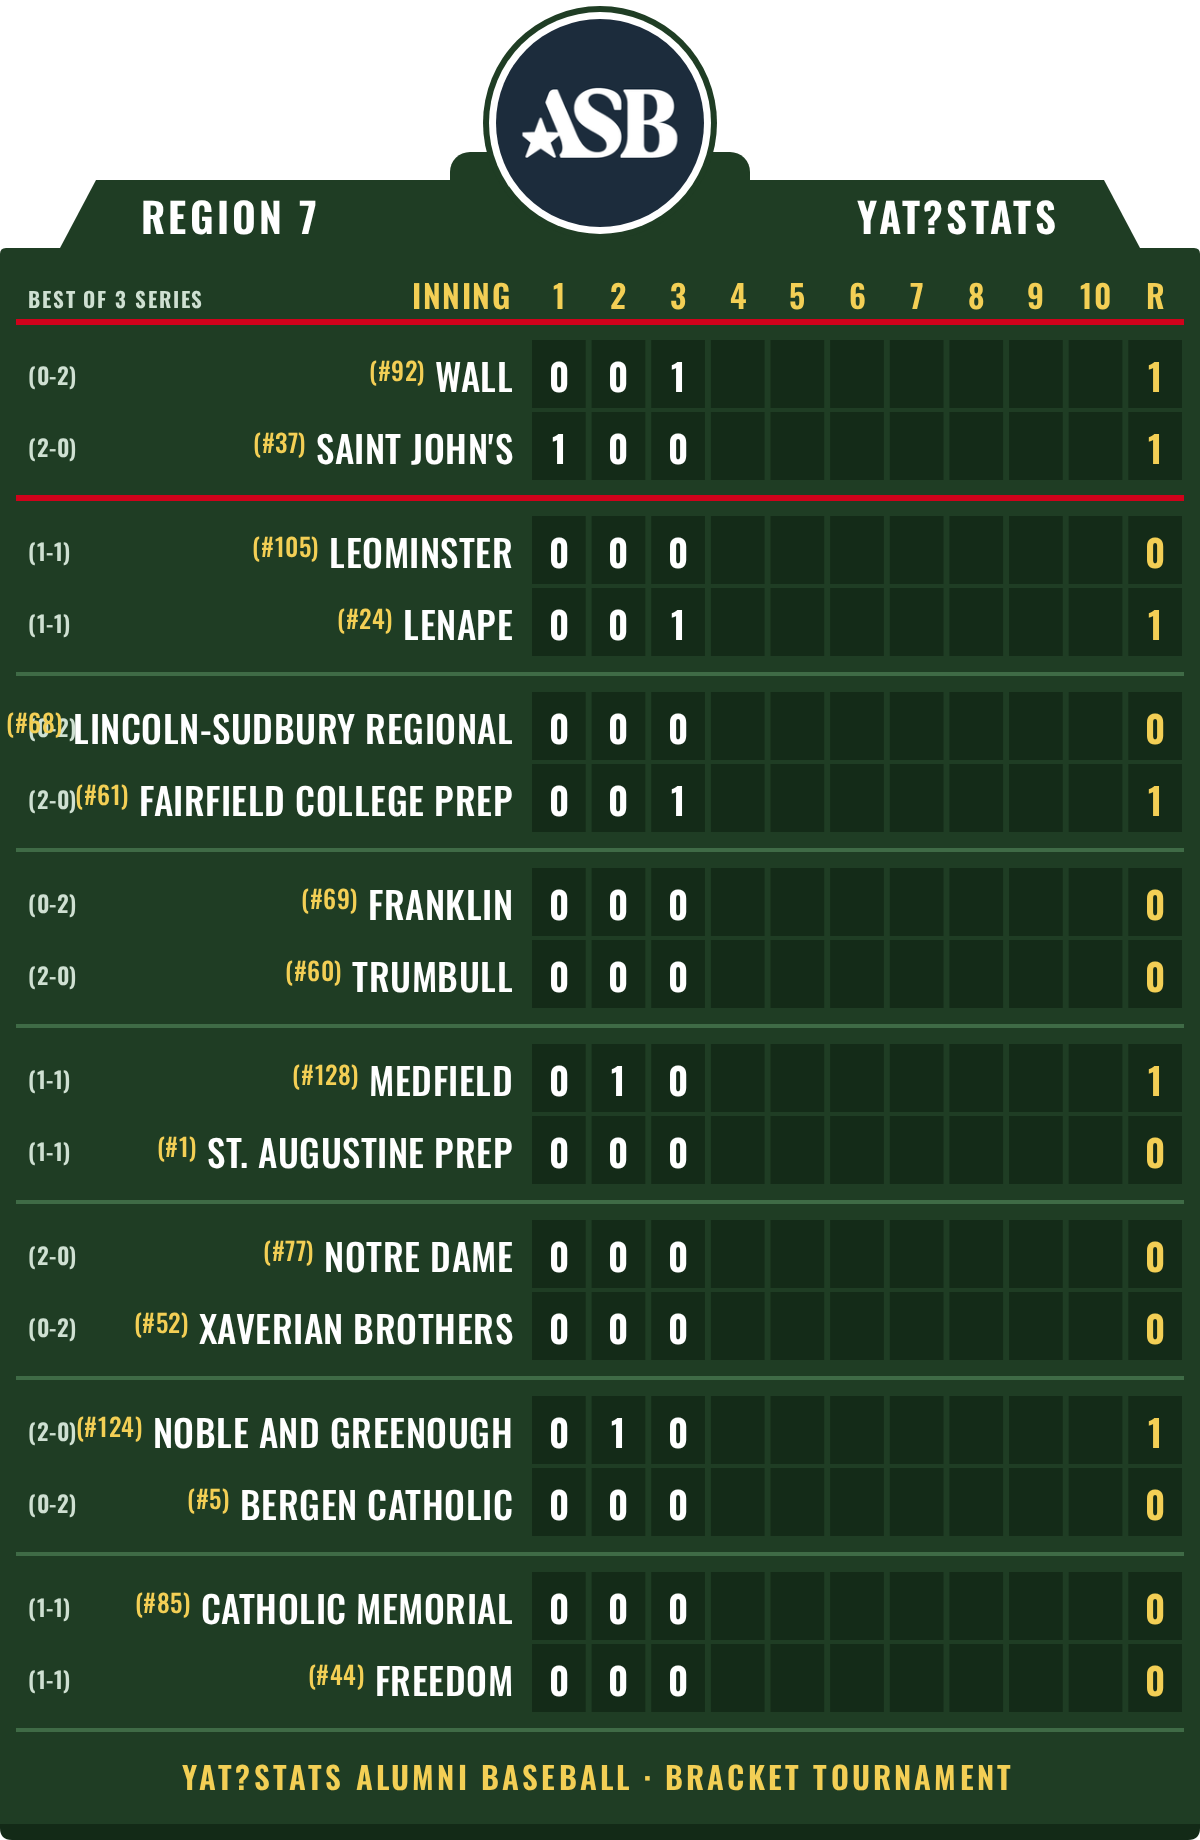 ASB
REGION 7 YAT?STATS
BEST OF 3 SERIES INNING 1 2 3 4 5 6 7 8 9 10 R
(0-2) (#92) WALL 0 0 1 1
(2-0) (#37) SAINT JOHN'S 1 0 0 1
(1-1) (#105) LEOMINSTER 0 0 0 0
(1-1) (#24) LENAPE 0 0 1 1
(0-2) (#68) LINCOLN-SUDBURY REGIONAL 0 0 0 0
(2-0) (#61) FAIRFIELD COLLEGE PREP 0 0 1 1
(0-2) (#69) FRANKLIN 0 0 0 0
(2-0) (#60) TRUMBULL 0 0 0 0
(1-1) (#128) MEDFIELD 0 1 0 1
(1-1) (#1) ST. AUGUSTINE PREP 0 0 0 0
(2-0) (#77) NOTRE DAME 0 0 0 0
(0-2) (#52) XAVERIAN BROTHERS 0 0 0 0
(2-0) (#124) NOBLE AND GREENOUGH 0 1 0 1
(0-2) (#5) BERGEN CATHOLIC 0 0 0 0
(1-1) (#85) CATHOLIC MEMORIAL 0 0 0 0
(1-1) (#44) FREEDOM 0 0 0 0
YAT?STATS ALUMNI BASEBALL · BRACKET TOURNAMENT